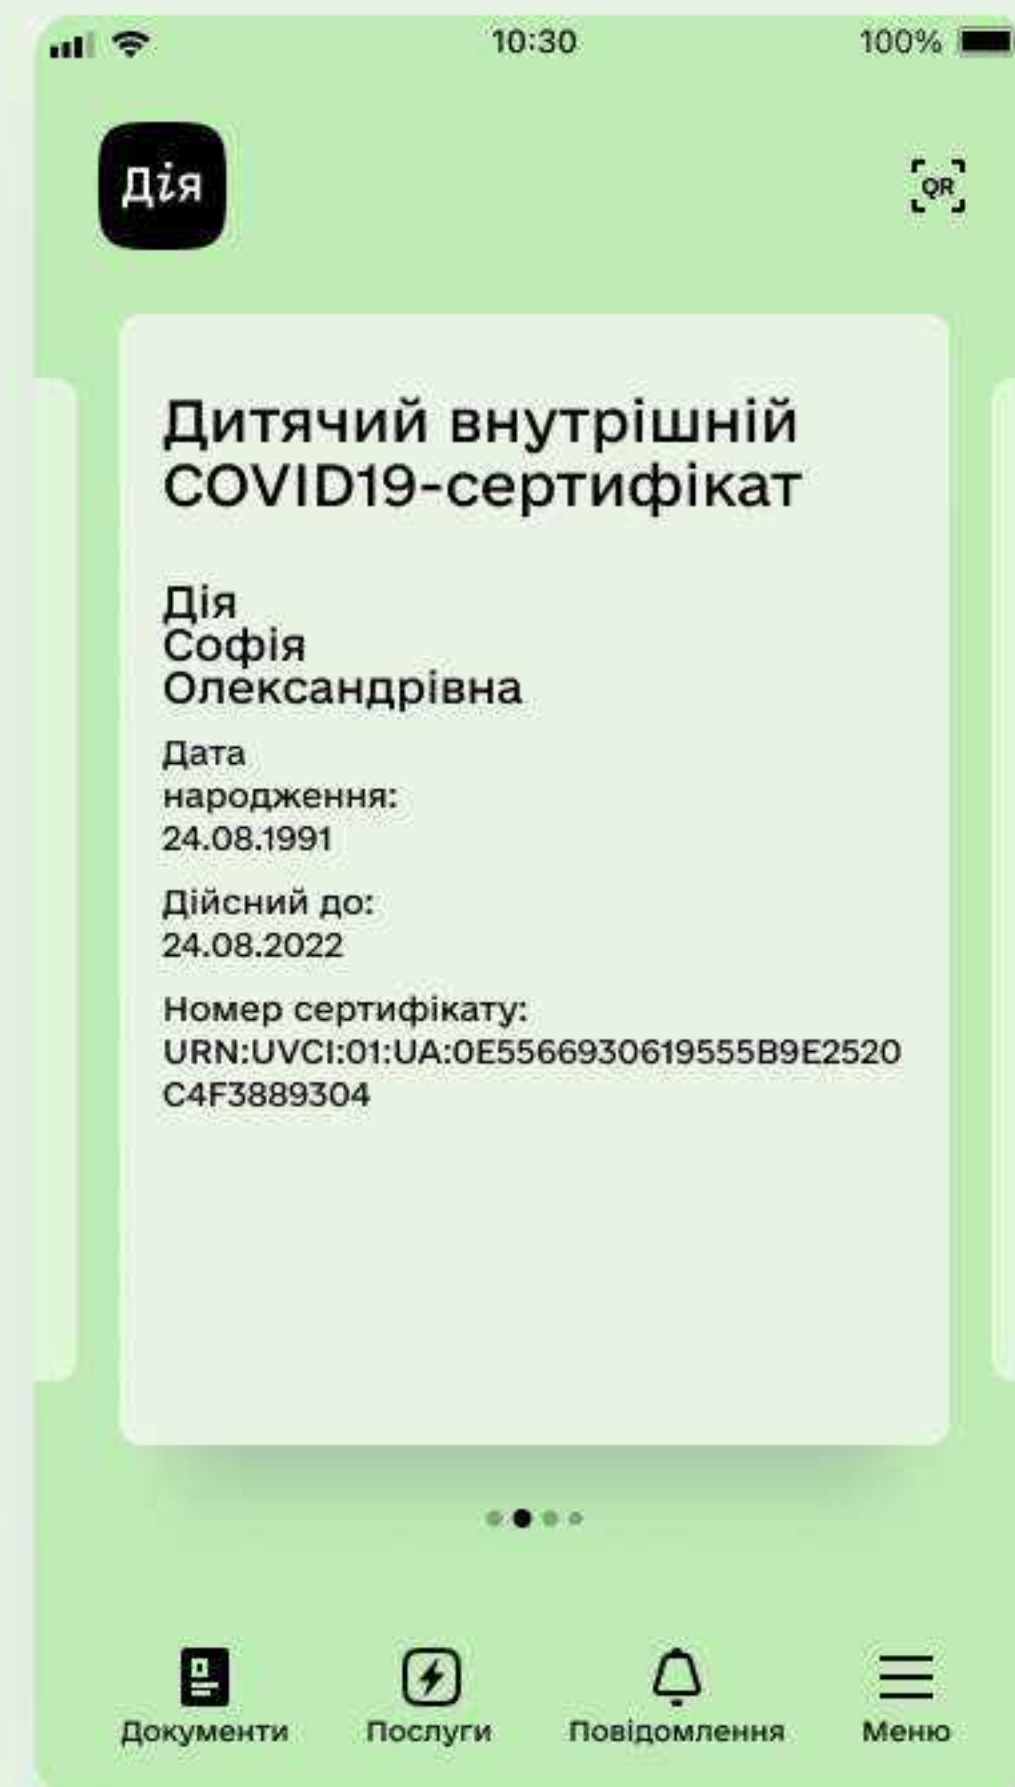 10:30
100%
Дія
QR
Дитячий внутрішній
COVID19-сертифікат
Дія
Софія
Олександрівна
Дата
народження:
24.08.1991
Дійсний до:
24.08.2022
Номер сертифікату:
URN:UVCI:01:UA:0E5566930619555B9E2520
C4F3889304
Документи Послуги Повідомлення Меню